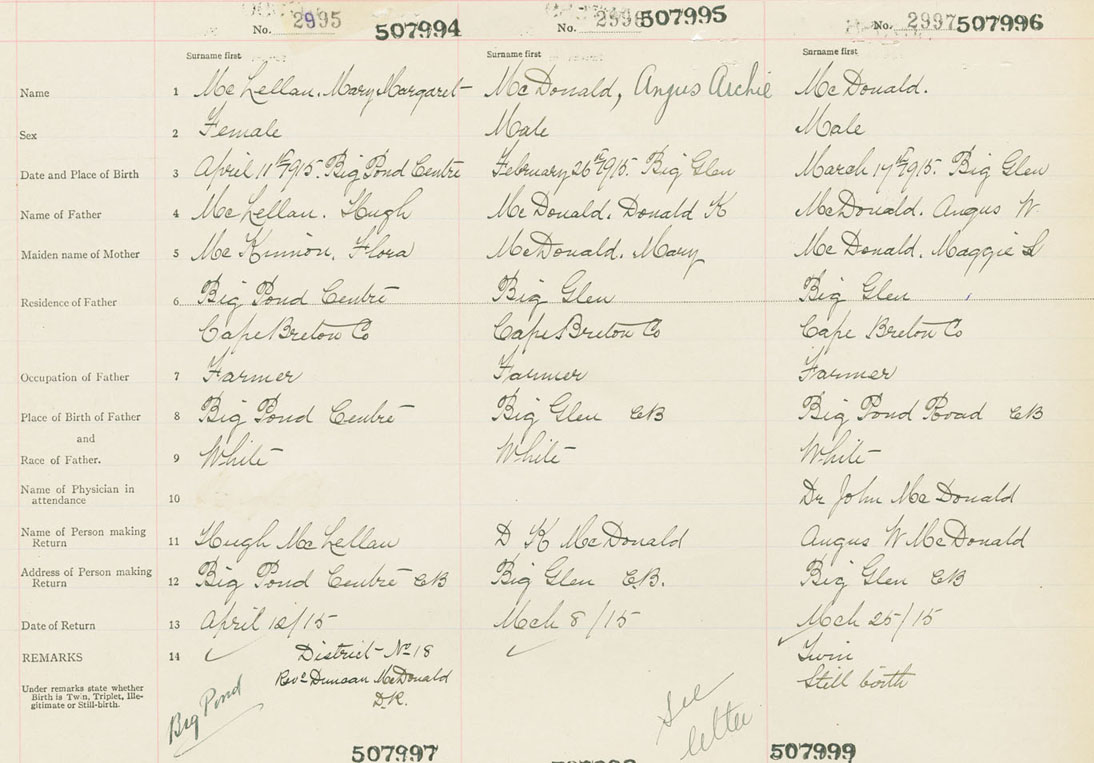 No. 2995 507994 No. 2996 507995 No. 2997 507996
Surname first Surname first Surname first
Name 1 McLellan. Mary Margaret McDonald, Angus Archie McDonald.
Sex 2 Female Male Male
Date and Place of Birth 3 April 11th 1915. Big Pond Centre February 26th 1915. Big Glen March 17th 1915. Big Glen
Name of Father 4 McLellan. Hugh McDonald. Donald K McDonald. Angus W.
Maiden name of Mother 5 McKinnon, Flora McDonald. Mary McDonald. Maggie
Residence of Father 6 Big Pond Centre Big Glen Big Glen
Cape Breton Co Cape Breton Co Cape Breton Co
Occupation of Father 7 Farmer Farmer Farmer
Place of Birth of Father 8 Big Pond Centre Big Glen CB Big Pond Road CB
and
Race of Father. 9 White White White
Name of Physician in
attendance 10 Dr John McDonald
Name of Person making
Return 11 Hugh McLellan D K McDonald Angus W McDonald
Address of Person making
Return 12 Big Pond Centre CB Big Glen C.B. Big Glen CB
Date of Return 13 April 12/15 Mch 8/15 Mch 25/15
REMARKS 14 District No 18 Twin
Under remarks state whether
Birth is Twin, Triplet, Ille-
gitimate or Still-birth.
Revd Duncan McDonald Still birth
D.R.
Big Pond See
letter
507997 507999